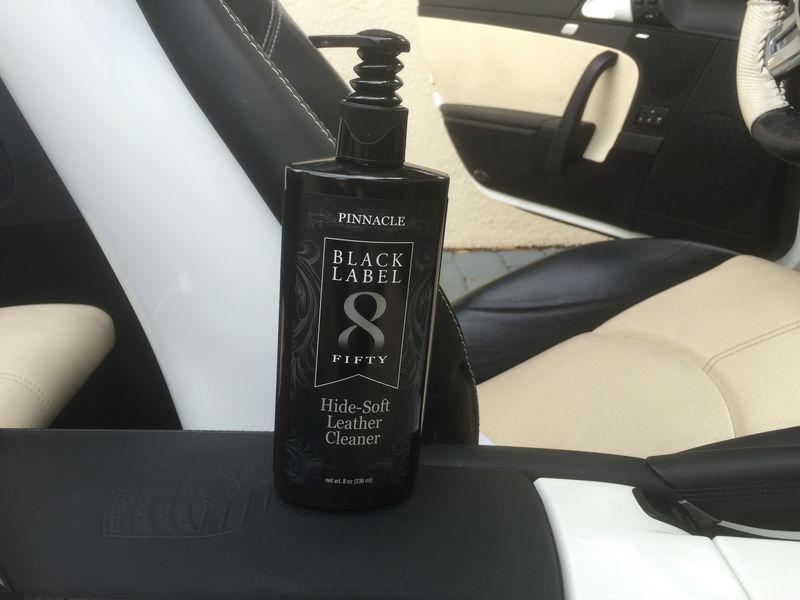 PINNACLE
BLACK
LABEL
8
FIFTY
Hide-Soft
Leather
Cleaner
net wt. 8 oz (236 ml)